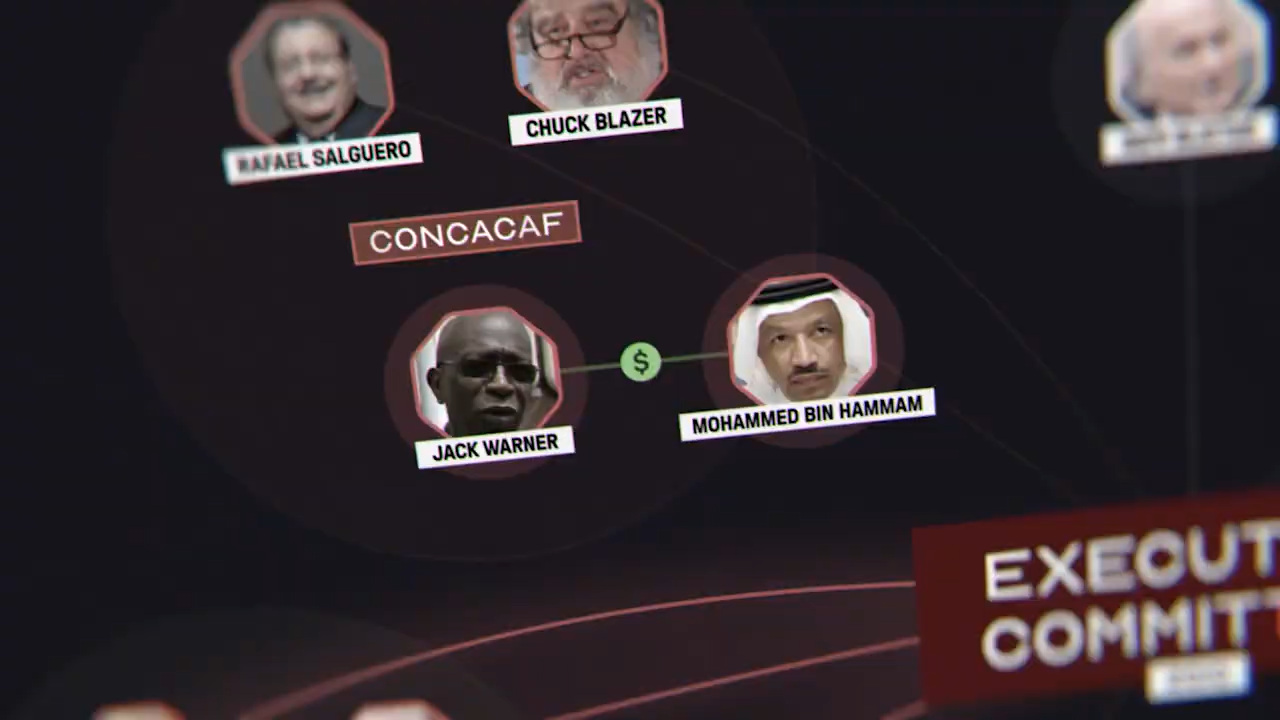 RAFAEL SALGUERO
CHUCK BLAZER
CONCACAF
$
JACK WARNER
MOHAMMED BIN HAMMAM
EXECUT
COMMITT